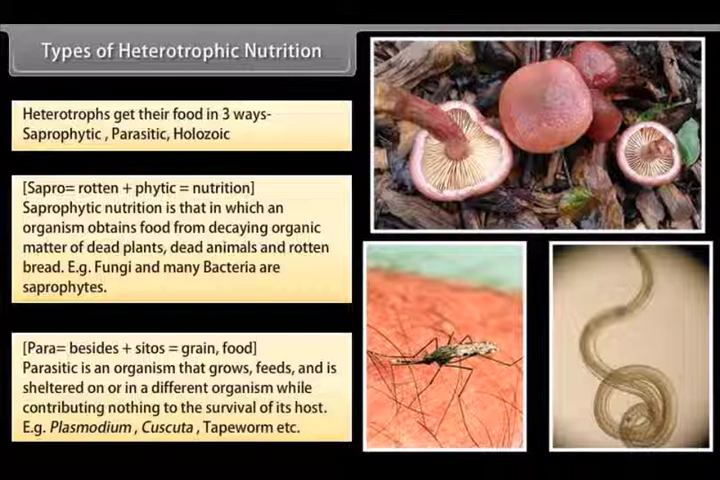 Types of Heterotrophic Nutrition
Heterotrophs get their food in 3 ways-
Saprophytic , Parasitic, Holozoic
[Sapro= rotten + phytic = nutrition]
Saprophytic nutrition is that in which an
organism obtains food from decaying organic
matter of dead plants, dead animals and rotten
bread. E.g. Fungi and many Bacteria are
saprophytes.
[Para= besides + sitos = grain, food]
Parasitic is an organism that grows, feeds, and is
sheltered on or in a different organism while
contributing nothing to the survival of its host.
E.g. Plasmodium , Cuscuta , Tapeworm etc.